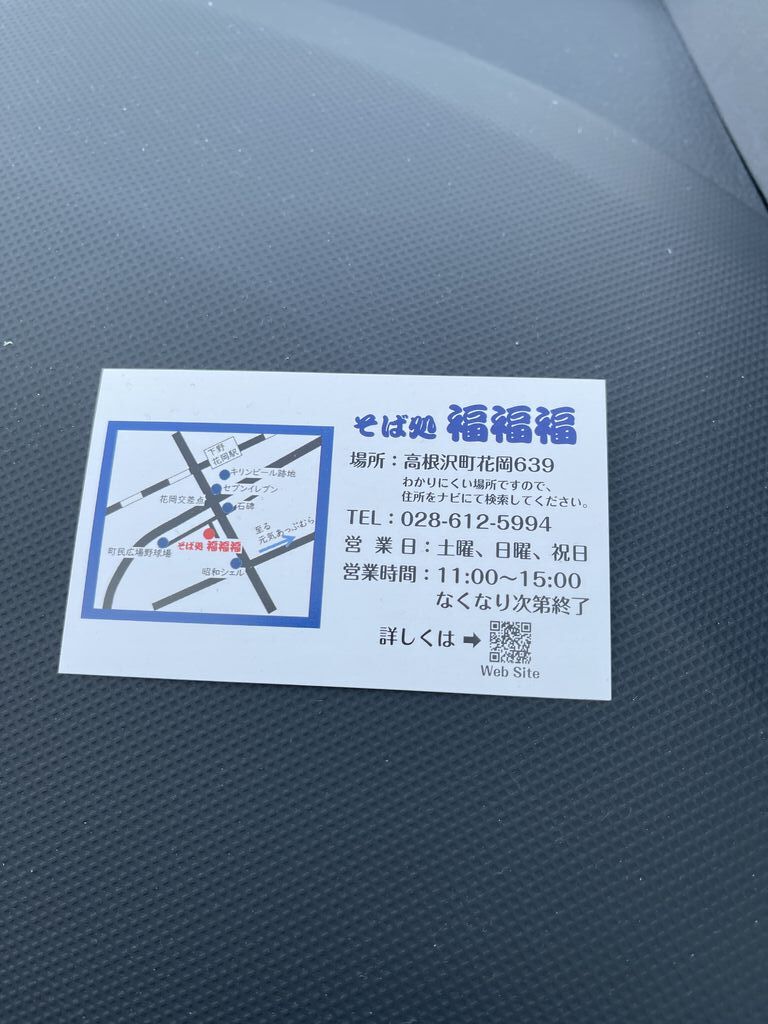 そば処 福福福
場所：高根沢町花岡639
わかりにくい場所ですので、
住所をナビにて検索してください。
TEL：028-612-5994
営業日：土曜、日曜、祝日
営業時間：11:00〜15:00
なくなり次第終了
詳しくは➡
Web Site
下野
花岡駅
キリンビール跡地
セブンイレブン
花岡交差点
石碑
至る
元気あっぷむら
そば処 福福福
町民広場野球場
昭和シェル